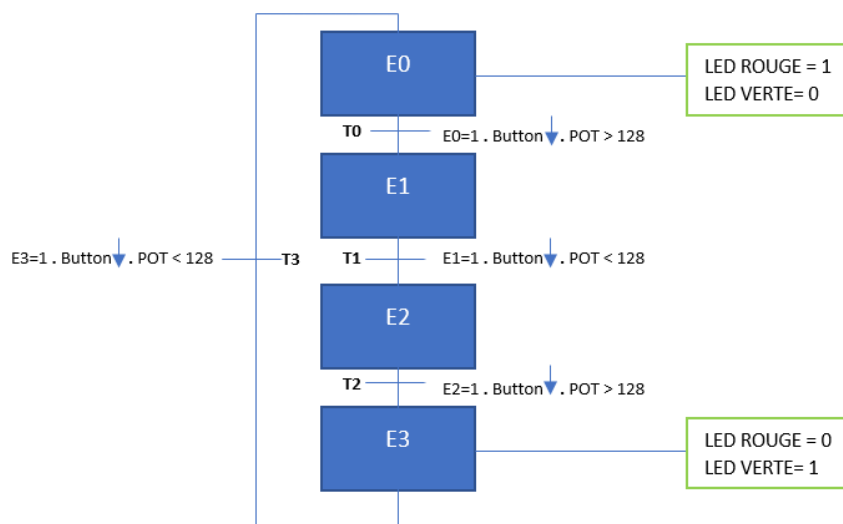 E0
LED ROUGE = 1
LED VERTE= 0
T0
E0=1 . Button . POT > 128
E1
E3=1 . Button . POT < 128
T3
T1
E1=1 . Button . POT < 128
E2
T2
E2=1 . Button . POT > 128
E3
LED ROUGE = 0
LED VERTE= 1